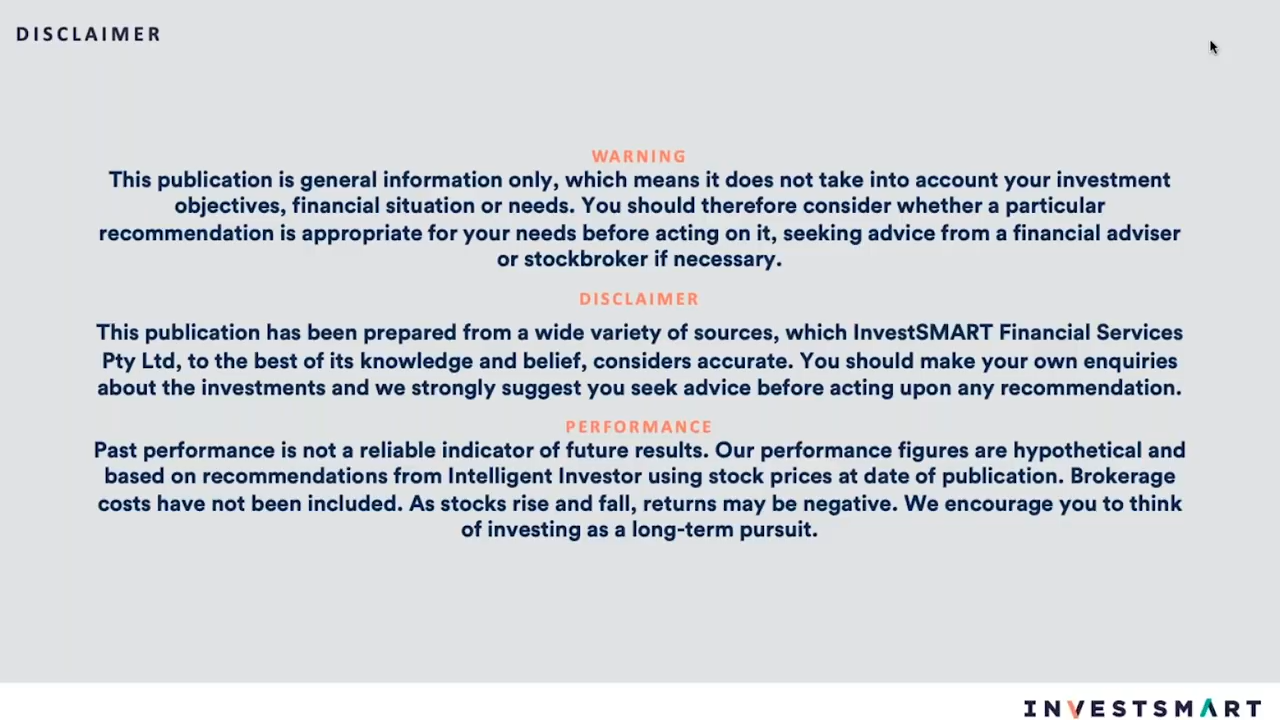 DISCLAIMER
WARNING
This publication is general information only, which means it does not take into account your investment
objectives, financial situation or needs. You should therefore consider whether a particular
recommendation is appropriate for your needs before acting on it, seeking advice from a financial adviser
or stockbroker if necessary.
DISCLAIMER
This publication has been prepared from a wide variety of sources, which InvestSMART Financial Services
Pty Ltd, to the best of its knowledge and belief, considers accurate. You should make your own enquiries
about the investments and we strongly suggest you seek advice before acting upon any recommendation.
PERFORMANCE
Past performance is not a reliable indicator of future results. Our performance figures are hypothetical and
based on recommendations from Intelligent Investor using stock prices at date of publication. Brokerage
costs have not been included. As stocks rise and fall, returns may be negative. We encourage you to think
of investing as a long-term pursuit.
INVESTSMART